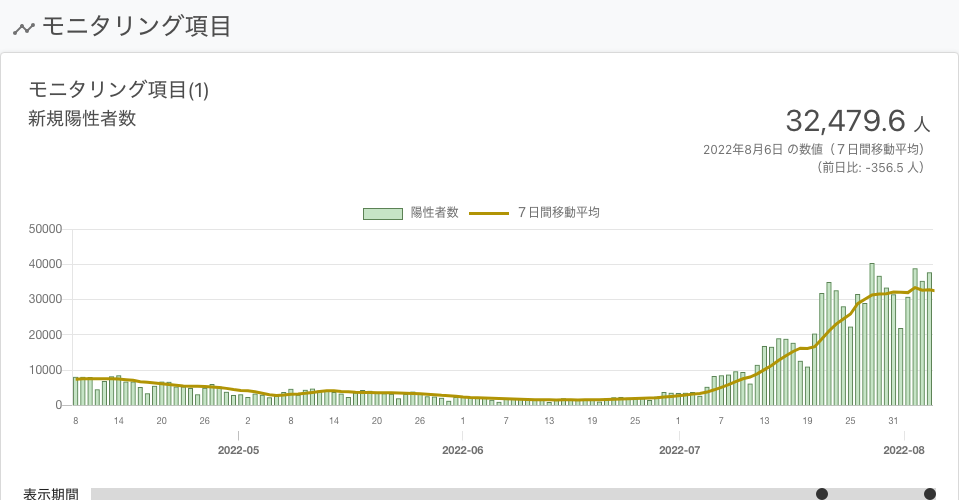 モニタリング項目
モニタリング項目(1)
新規陽性者数
32,479.6 人
2022年8月6日 の数値（７日間移動平均）
（前日比: -356.5 人）
陽性者数 ７日間移動平均
50000
40000
30000
20000
10000
0
8 14 20 26 2 8 14 20 26 1 7 13 19 25 1 7 13 19 25 31
2022-05 2022-06 2022-07 2022-08
表示期間